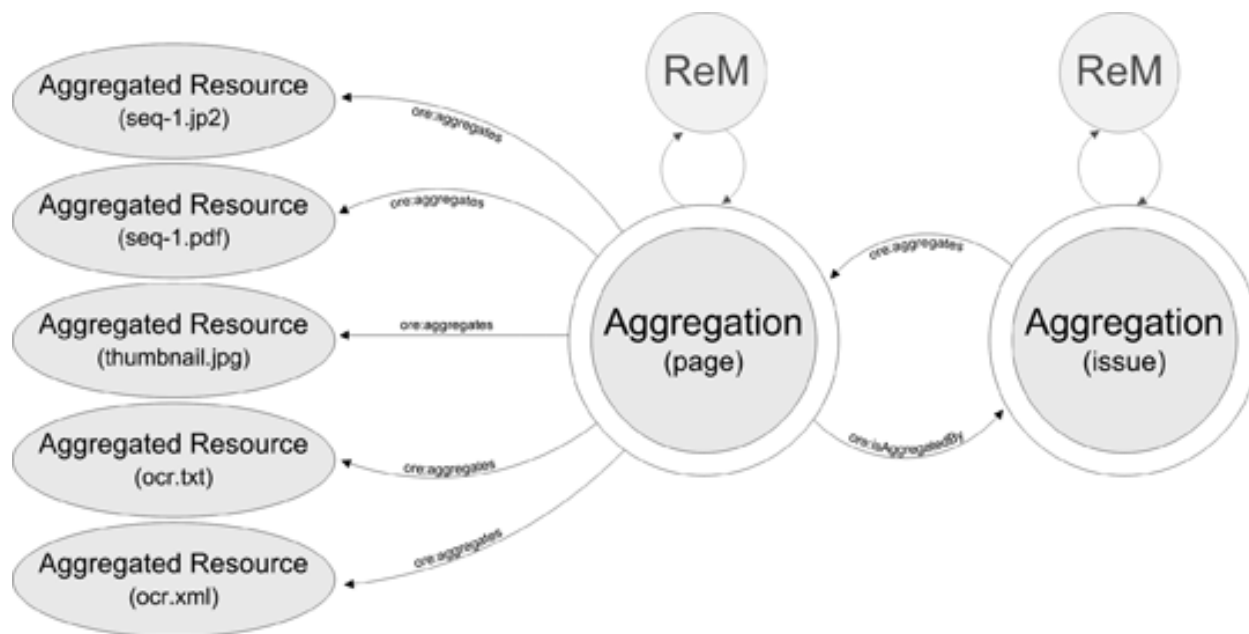 ReM
ReM
Aggregated Resource
(seq-1.jp2)
ore:aggregates
Aggregated Resource
(seq-1.pdf)
ore:aggregates
Aggregated Resource
(thumbnail.jpg)
ore:aggregates
Aggregated Resource
(ocr.txt)
ore:aggregates
Aggregated Resource
(ocr.xml)
ore:aggregates
Aggregation
(page)
ore:aggregates
ore:isAggregatedBy
Aggregation
(issue)